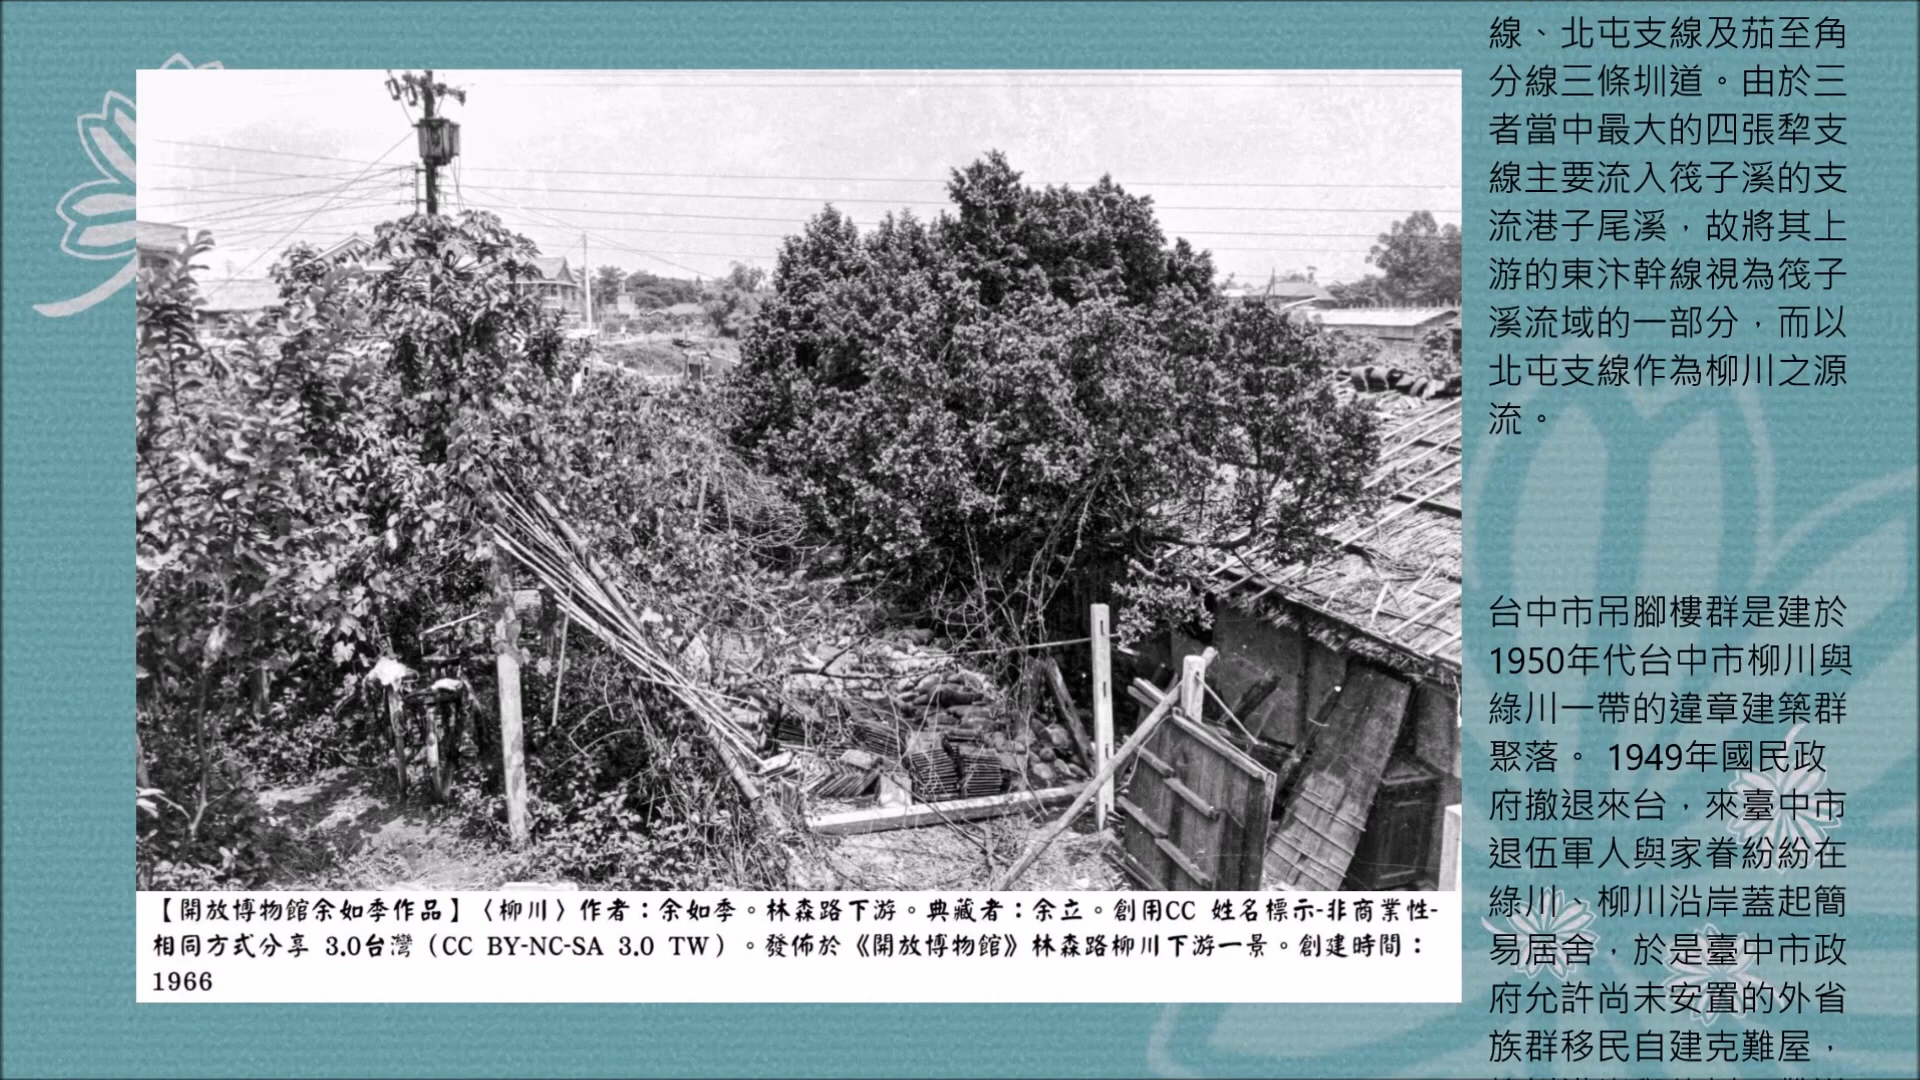 線、北屯支線及茄至角
分線三條圳道。由於三
者當中最大的四張犂支
線主要流入筏子溪的支
流港子尾溪，故將其上
游的東汴幹線視為筏子
溪流域的一部分，而以
北屯支線作為柳川之源
流。
台中市吊腳樓群是建於
1950年代台中市柳川與
綠川一帶的違章建築群
聚落。 1949年國民政
府撤退來台，來臺中市
退伍軍人與家眷紛紛在
綠川、柳川沿岸蓋起簡
易居舍，於是臺中市政
府允許尚未安置的外省
族群移民自建克難屋，
【開放博物館余如季作品】〈柳川〉作者：余如季。林森路下游。典藏者：余立。創用CC 姓名標示-非商業性-
相同方式分享 3.0台灣（CC BY-NC-SA 3.0 TW）。發佈於《開放博物館》林森路柳川下游一景。創建時間：
1966